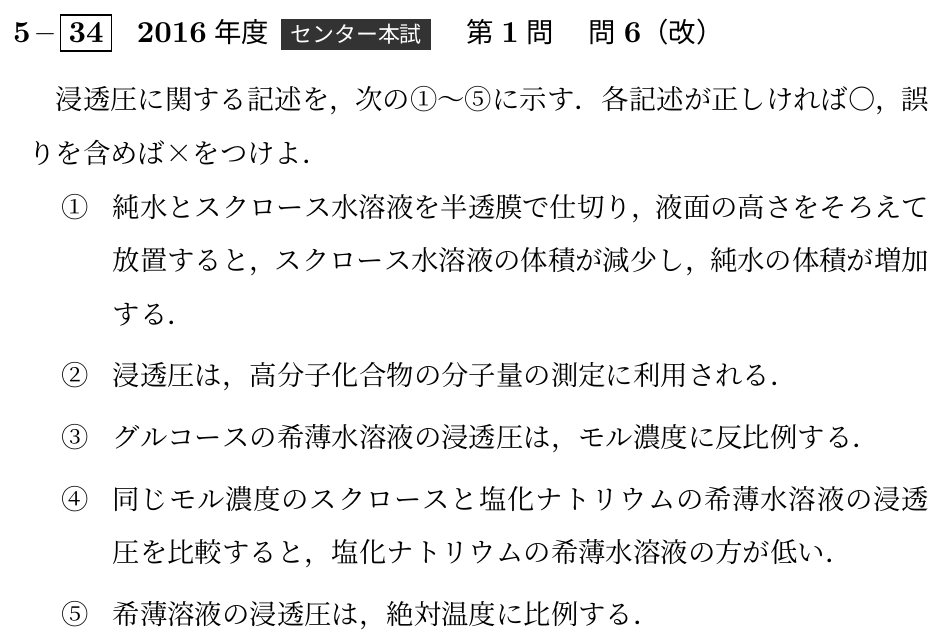 5–34 2016 年度 センター本試 第 1 問 問 6（改）
浸透圧に関する記述を，次の①～⑤に示す．各記述が正しければ○，誤
りを含めば×をつけよ．
① 純水とスクロース水溶液を半透膜で仕切り，液面の高さをそろえて
放置すると，スクロース水溶液の体積が減少し，純水の体積が増加
する．
② 浸透圧は，高分子化合物の分子量の測定に利用される．
③ グルコースの希薄水溶液の浸透圧は，モル濃度に反比例する．
④ 同じモル濃度のスクロースと塩化ナトリウムの希薄水溶液の浸透
圧を比較すると，塩化ナトリウムの希薄水溶液の方が低い．
⑤ 希薄溶液の浸透圧は，絶対温度に比例する．